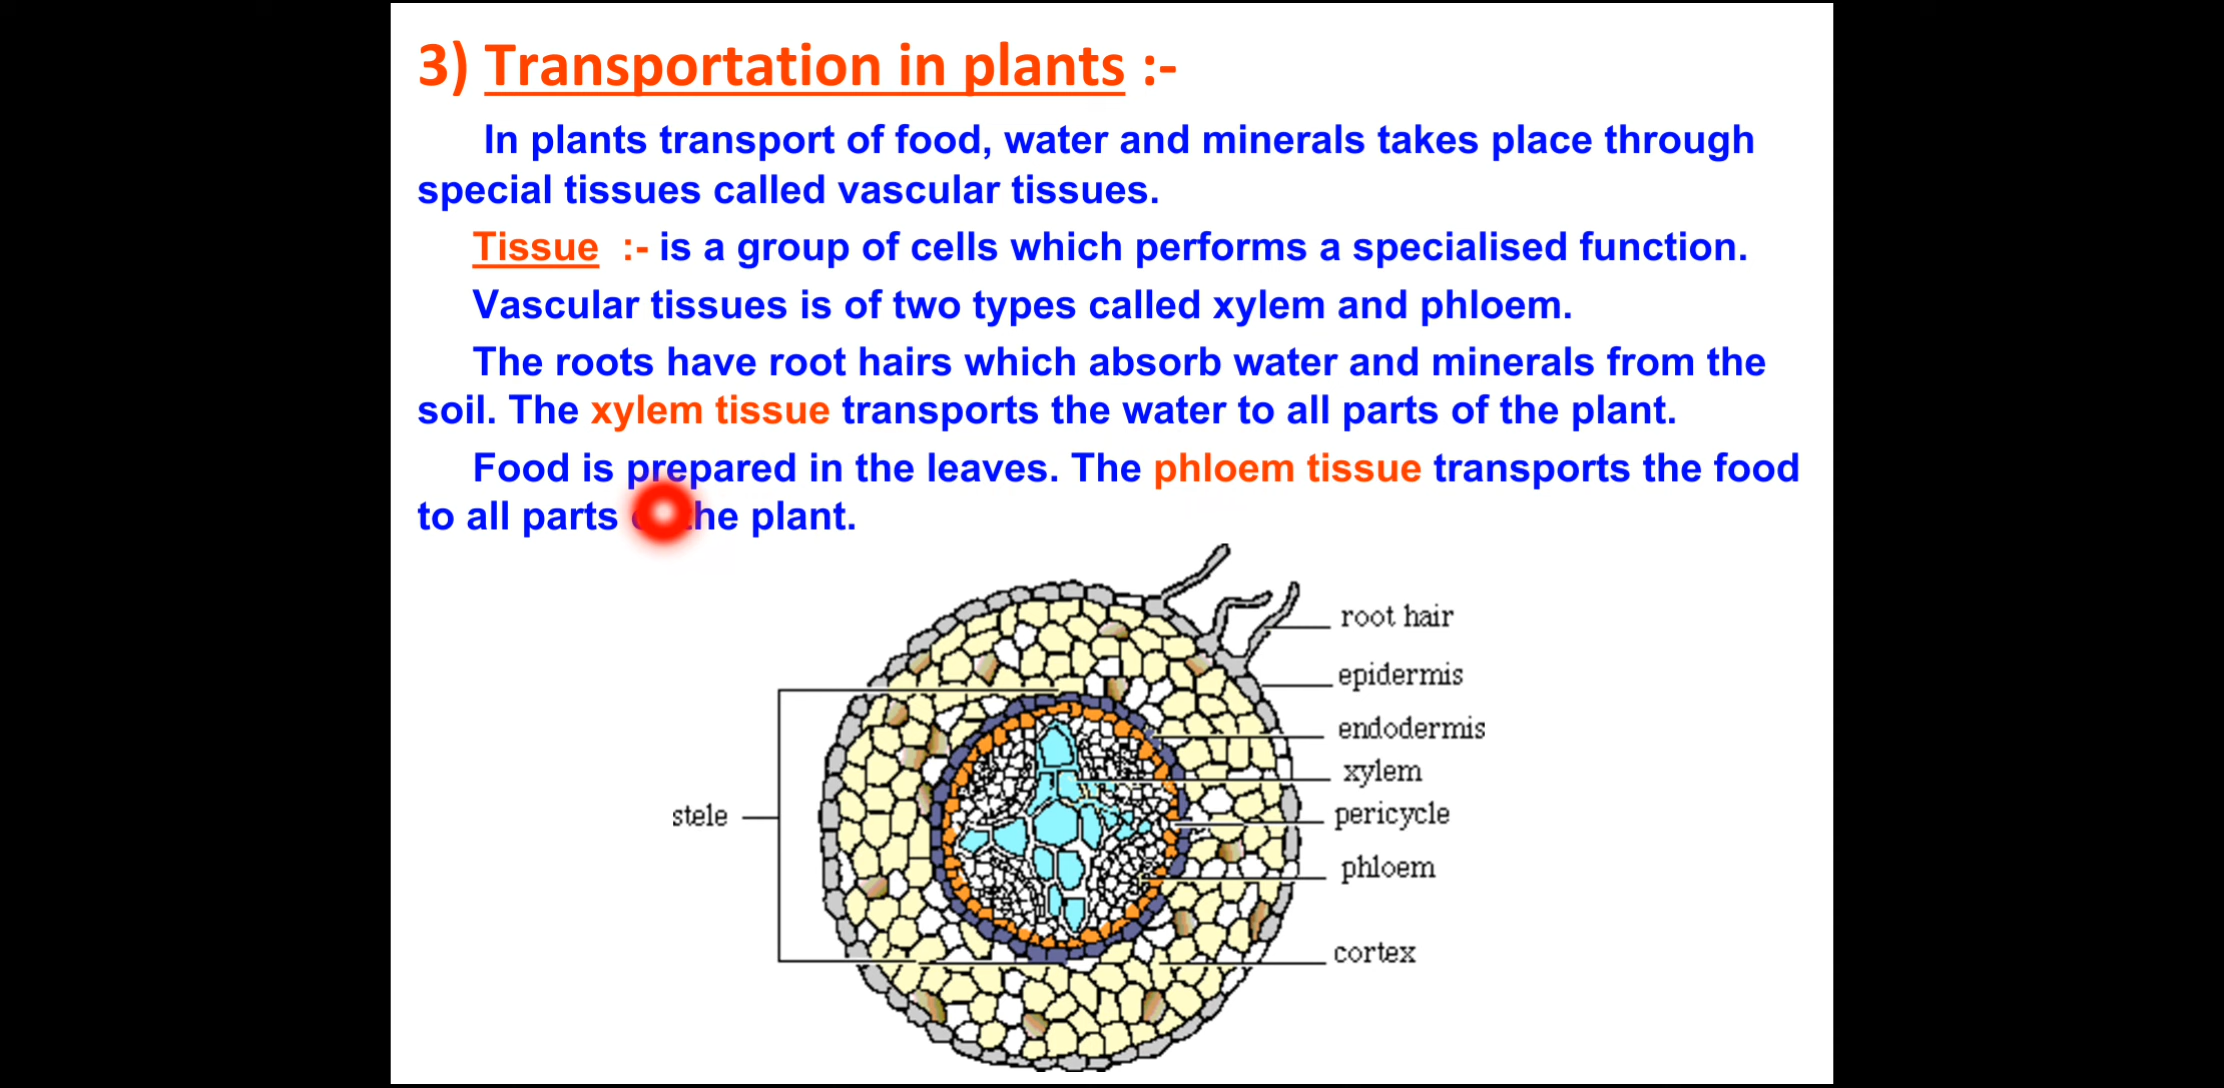 3) Transportation in plants :-
In plants transport of food, water and minerals takes place through
special tissues called vascular tissues.
Tissue :- is a group of cells which performs a specialised function.
Vascular tissues is of two types called xylem and phloem.
The roots have root hairs which absorb water and minerals from the
soil. The xylem tissue transports the water to all parts of the plant.
Food is prepared in the leaves. The phloem tissue transports the food
to all parts the plant.
root hair
epidermis
endodermis
xylem
stele
pericycle
phloem
cortex